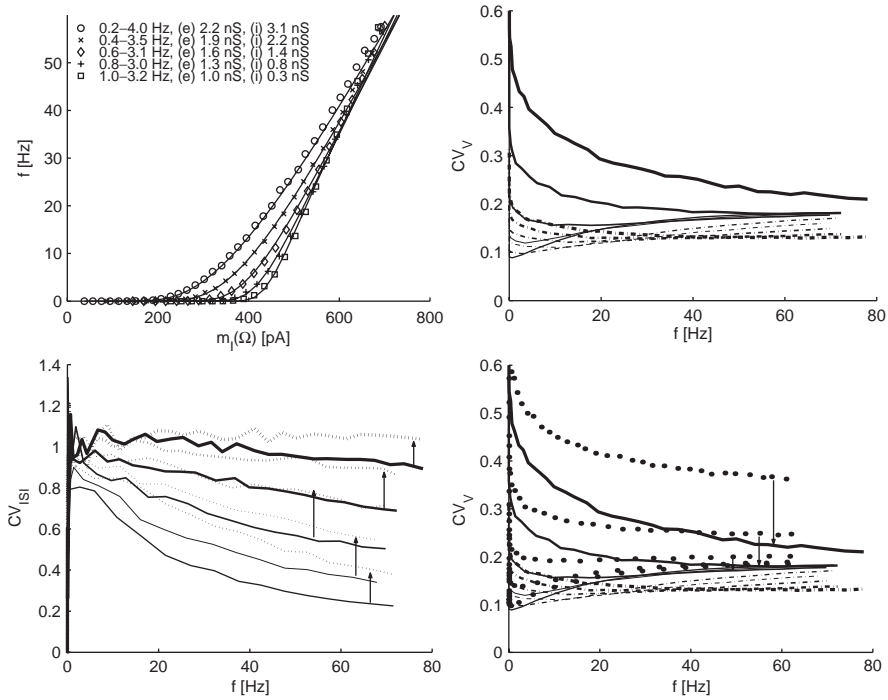 0.2–4.0 Hz, (e) 2.2 nS, (i) 3.1 nS
0.4–3.5 Hz, (e) 1.9 nS, (i) 2.2 nS
0.6–3.1 Hz, (e) 1.6 nS, (i) 1.4 nS
0.8–3.0 Hz, (e) 1.3 nS, (i) 0.8 nS
1.0–3.2 Hz, (e) 1.0 nS, (i) 0.3 nS
50
40
30
20
10
0
f [Hz]
0 200 400 600 800
m_I(Ω) [pA]
0.6
0.5
0.4
0.3
0.2
0.1
0
CV_V
0 20 40 60 80
f [Hz]
1.4
1.2
1
0.8
0.6
0.4
0.2
0
CV_ISI
0 20 40 60 80
f [Hz]
0.6
0.5
0.4
0.3
0.2
0.1
0
CV_V
0 20 40 60 80
f [Hz]